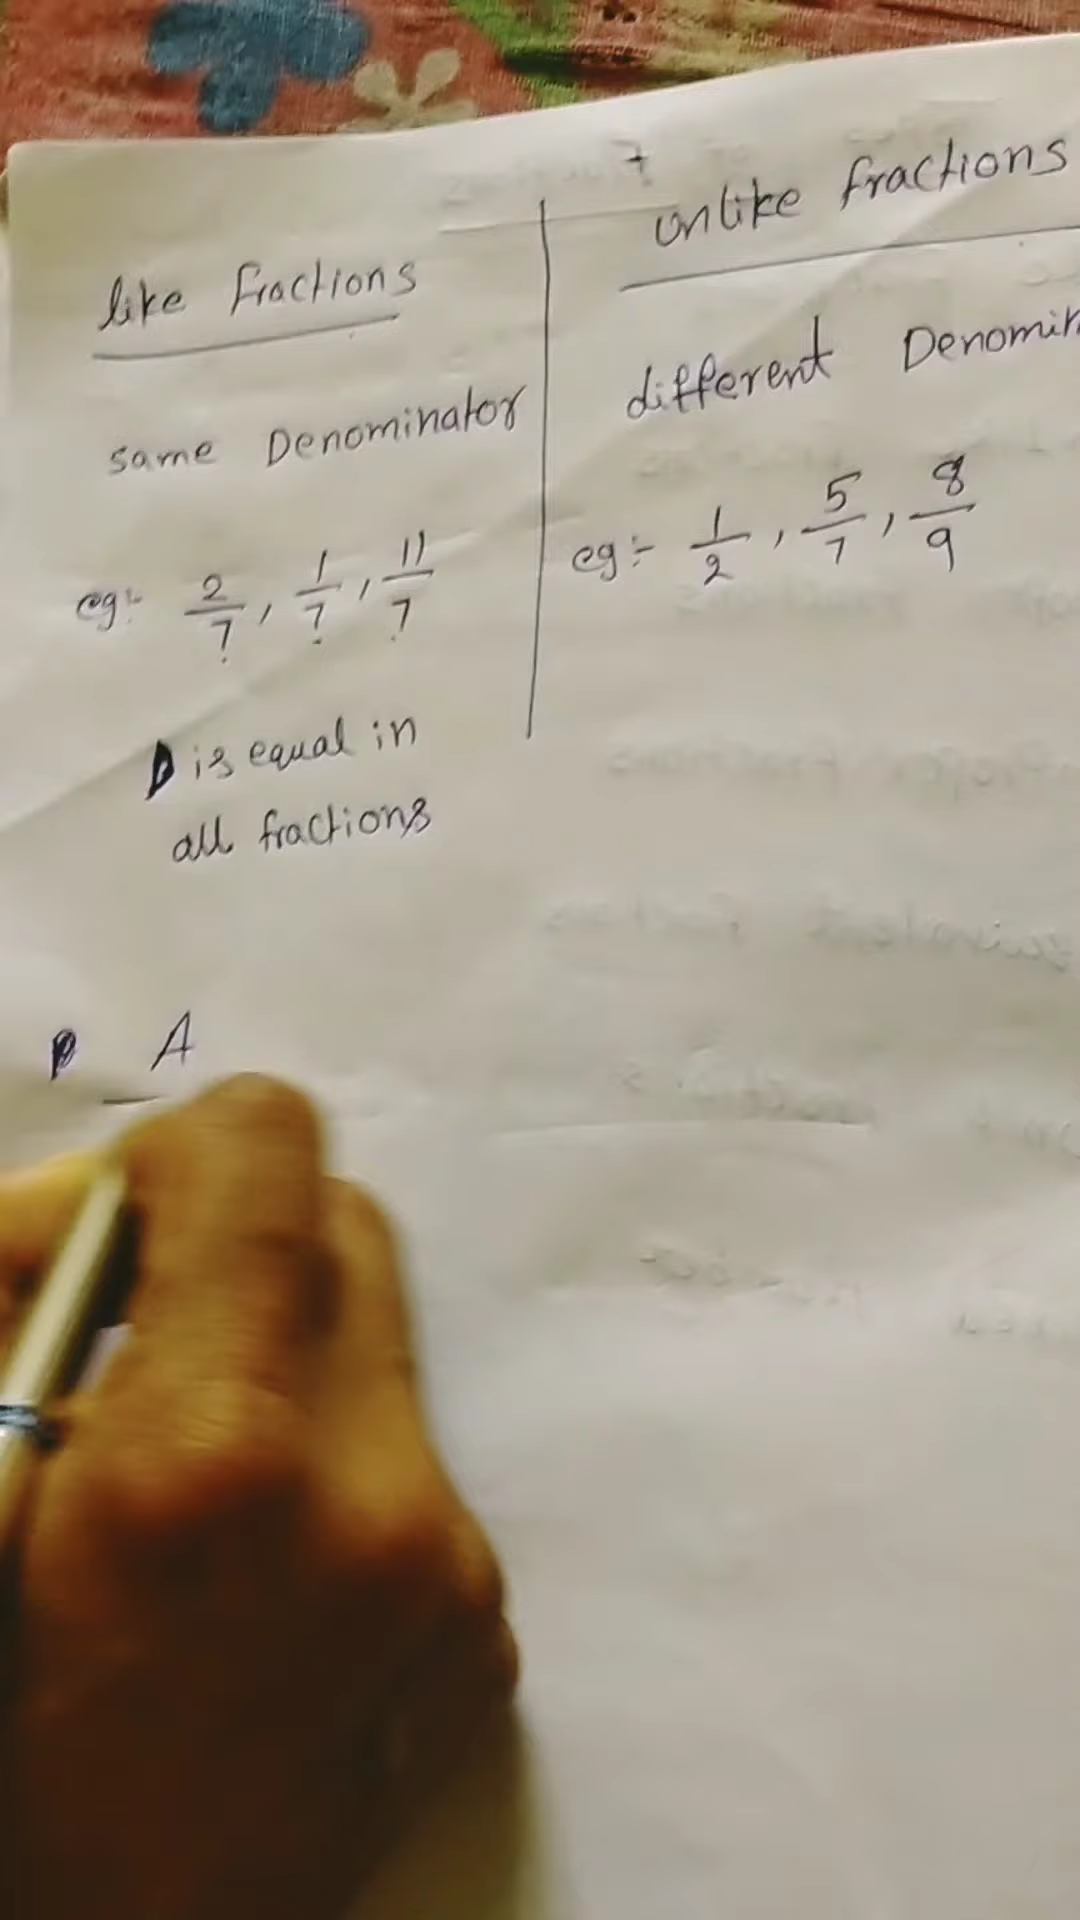 like fractions
same Denominator
eg:- 2/7, 1/7, 11/7
D is equal in
all fractions
unlike fractions
different
eg:- 1/2, 5/7, 8/9
A